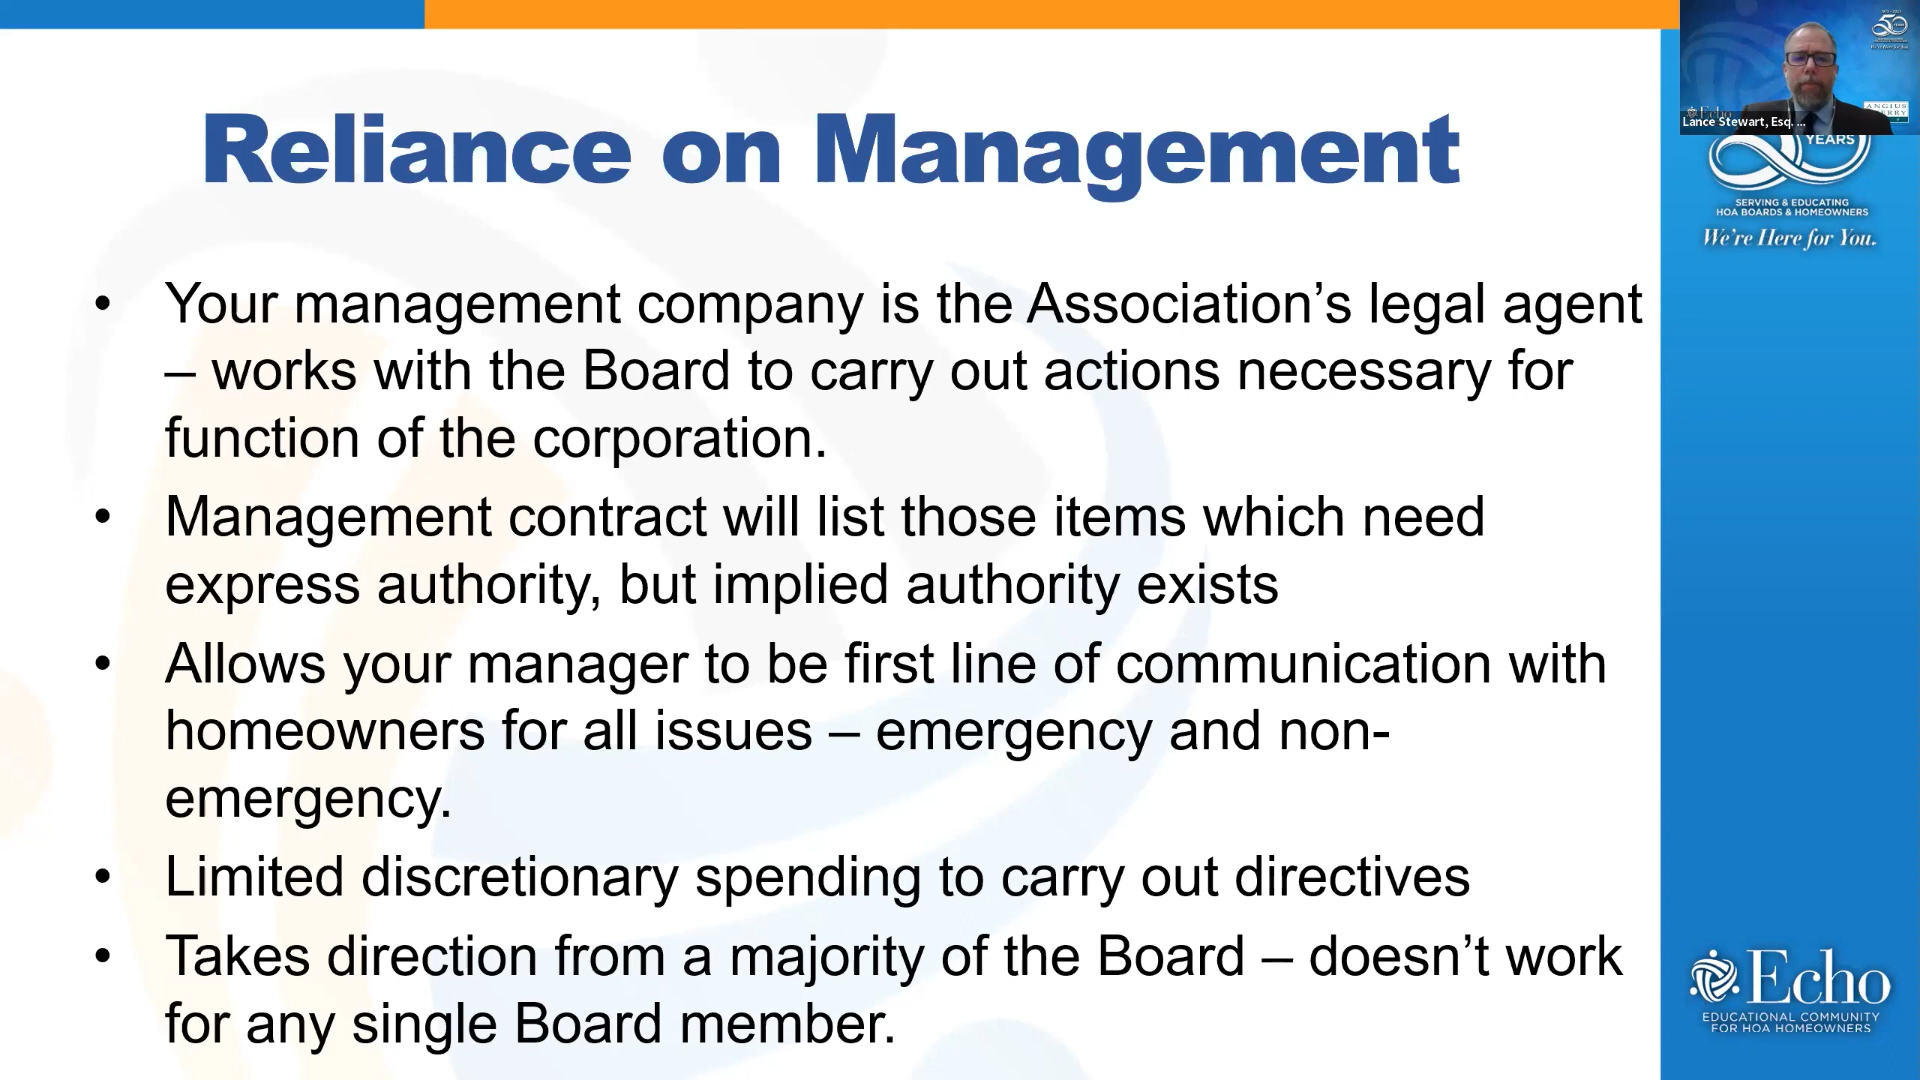 Reliance on Management
• Your management company is the Association’s legal agent
– works with the Board to carry out actions necessary for
function of the corporation.
• Management contract will list those items which need
express authority, but implied authority exists
• Allows your manager to be first line of communication with
homeowners for all issues – emergency and non-
emergency.
• Limited discretionary spending to carry out directives
• Takes direction from a majority of the Board – doesn’t work
for any single Board member.
50
Echo
ANGIUS
Lance Stewart, Esq. ...
YEARS
SERVING & EDUCATING
HOA BOARDS & HOMEOWNERS
We’re Here for You.
Echo
EDUCATIONAL COMMUNITY
FOR HOA HOMEOWNERS